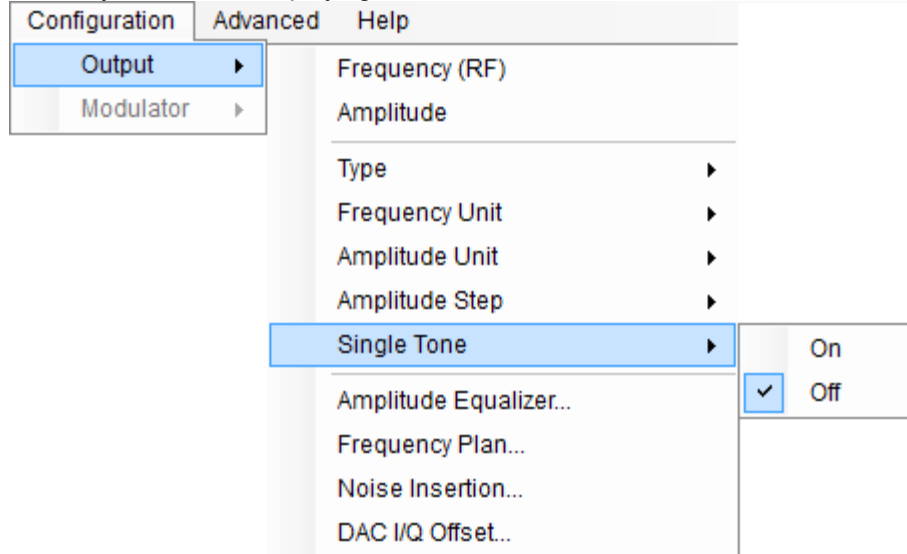 Configuration Advanced Help
Output
Modulator
Frequency (RF)
Amplitude
Type
Frequency Unit
Amplitude Unit
Amplitude Step
Single Tone
On
Off
Amplitude Equalizer...
Frequency Plan...
Noise Insertion...
DAC I/Q Offset...